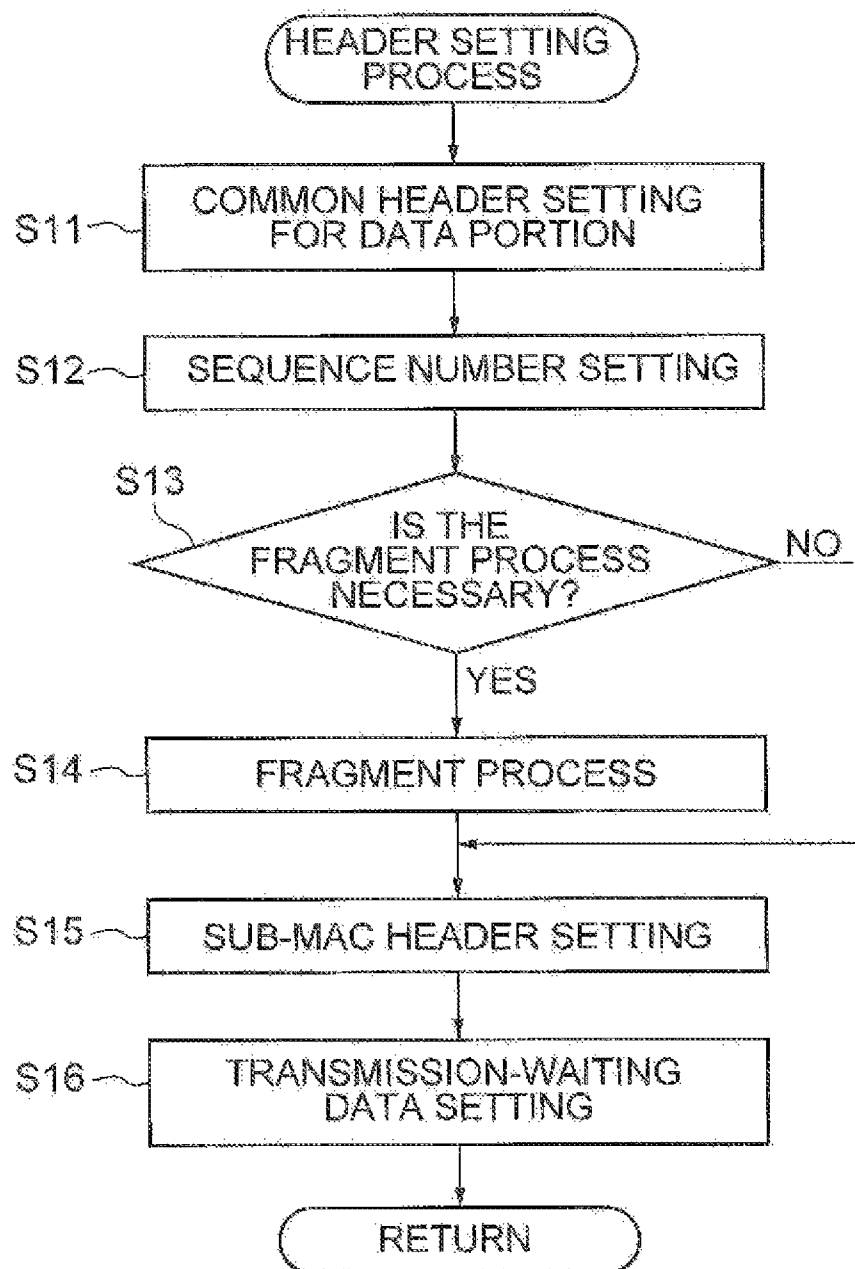 HEADER SETTING
PROCESS
S11
COMMON HEADER SETTING
FOR DATA PORTION
S12
SEQUENCE NUMBER SETTING
S13
IS THE
FRAGMENT PROCESS
NECESSARY?
NO
YES
S14
FRAGMENT PROCESS
S15
SUB-MAC HEADER SETTING
S16
TRANSMISSION-WAITING
DATA SETTING
RETURN